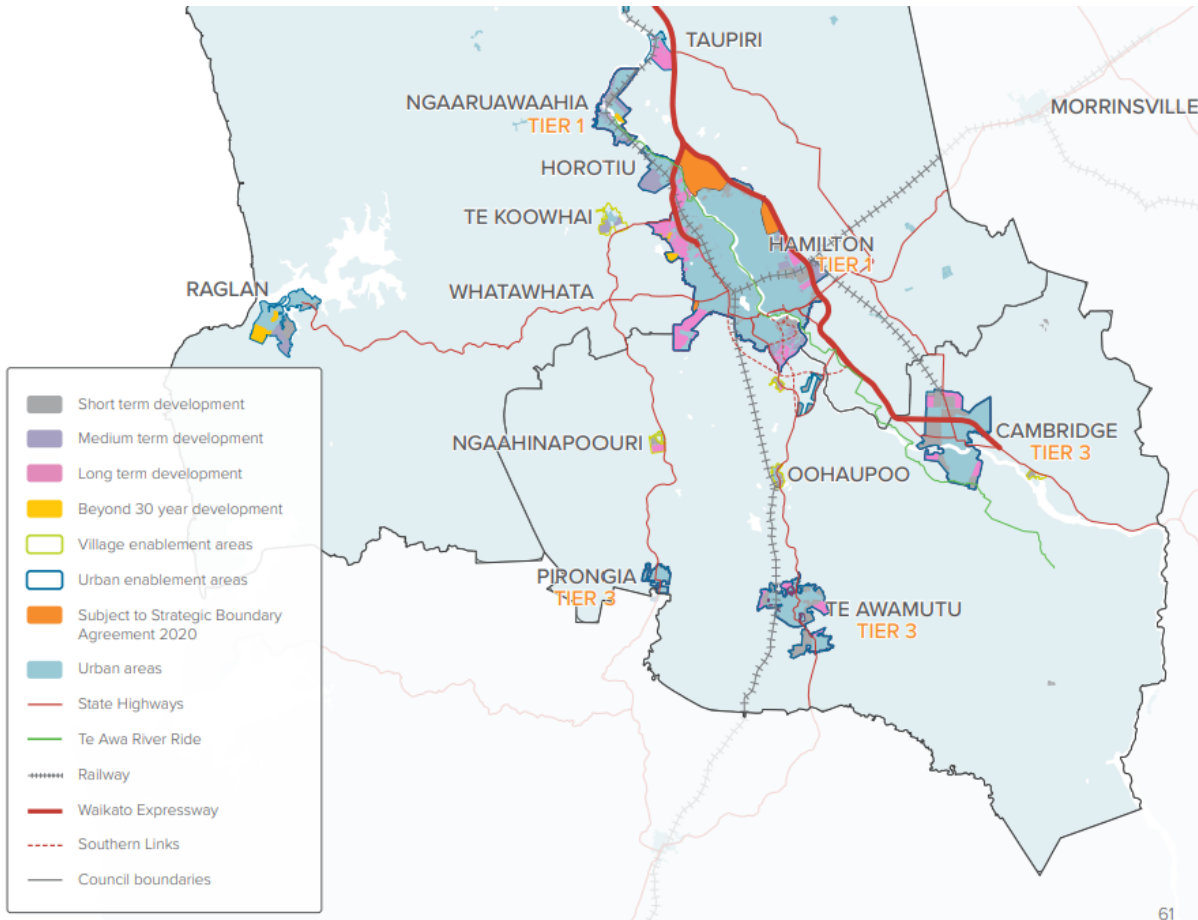 TAUPIRI
NGAARUAWAAHIA
TIER 1
MORRINSVILLE
HOROTIU
TE KOOWHAI
HAMILTON
TIER 1
RAGLAN
WHATAWHATA
Short term development
Medium term development
Long term development
Beyond 30 year development
Village enablement areas
Urban enablement areas
Subject to Strategic Boundary
Agreement 2020
Urban areas
State Highways
Te Awa River Ride
Railway
Waikato Expressway
Southern Links
Council boundaries
NGAAHINAPOOURI
CAMBRIDGE
TIER 3
OOHAUPOO
PIRONGIA
TIER 3
TE AWAMUTU
TIER 3
61